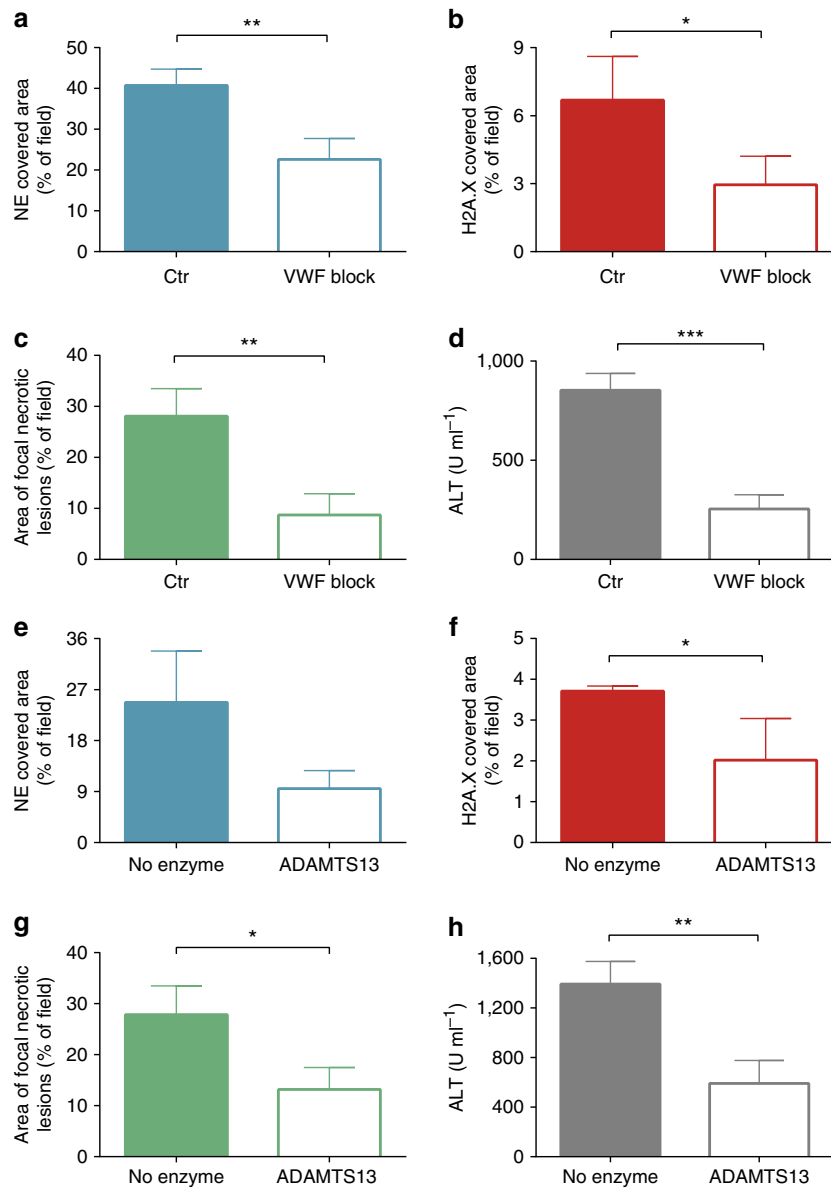 a
**
50
40
30
20
10
0
NE covered area
(% of field)
Ctr
VWF block
b
*
9
6
3
0
H2A.X covered area
(% of field)
Ctr
VWF block
c
**
40
30
20
10
0
Area of focal necrotic
lesions (% of field)
Ctr
VWF block
d
***
1,000
500
0
ALT (U ml⁻¹)
Ctr
VWF block
e
36
27
18
9
0
NE covered area
(% of field)
No enzyme
ADAMTS13
f
*
5
4
3
2
1
0
H2A.X covered area
(% of field)
No enzyme
ADAMTS13
g
*
40
30
20
10
0
Area of focal necrotic
lesions (% of field)
No enzyme
ADAMTS13
h
**
1,600
1,200
800
400
0
ALT (U ml⁻¹)
No enzyme
ADAMTS13